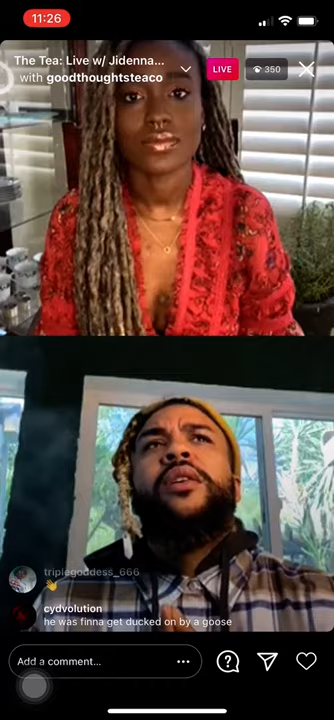 11:26
The Tea: Live w/ Jidenna...
with goodthoughtsteaco
LIVE
350
triplegoddess_666
👋
cydvolution
he was finna get ducked on by a goose
Add a comment...